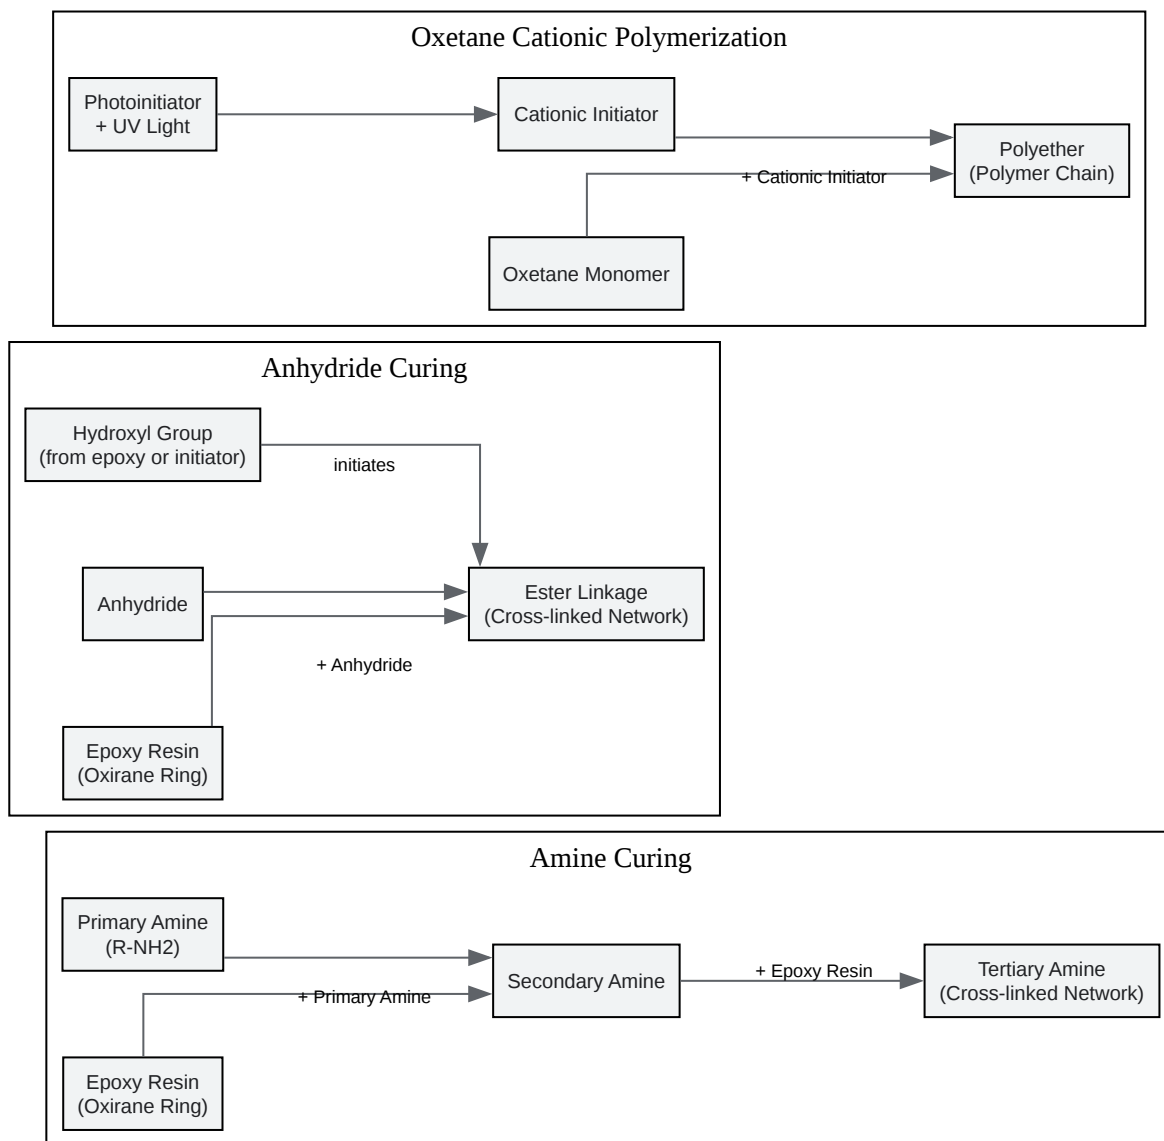 Oxetane Cationic Polymerization
Photoinitiator
+ UV Light
Cationic Initiator
Polyether
(Polymer Chain)
+ Cationic Initiator
Oxetane Monomer
Anhydride Curing
Hydroxyl Group
(from epoxy or initiator)
initiates
Anhydride
Ester Linkage
(Cross-linked Network)
+ Anhydride
Epoxy Resin
(Oxirane Ring)
Amine Curing
Primary Amine
(R-NH2)
+ Primary Amine
Secondary Amine
+ Epoxy Resin
Tertiary Amine
(Cross-linked Network)
Epoxy Resin
(Oxirane Ring)